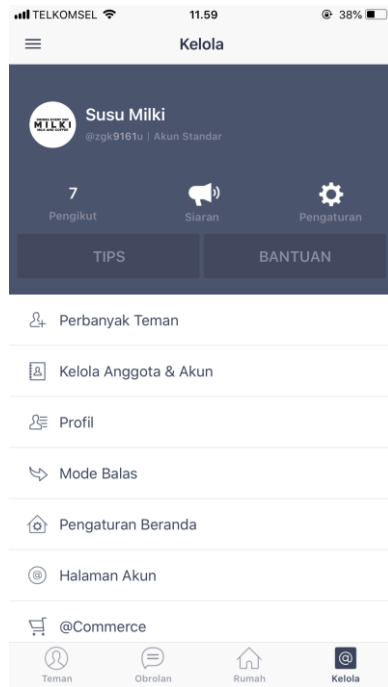 TELKOMSEL 11.59 38%
Kelola
MILKI
Susu Milki
@zgk9161u | Akun Standar
7
Pengikut Siaran Pengaturan
TIPS BANTUAN
Perbanyak Teman
Kelola Anggota & Akun
Profil
Mode Balas
Pengaturan Beranda
Halaman Akun
@Commerce
Teman Obrolan Rumah Kelola